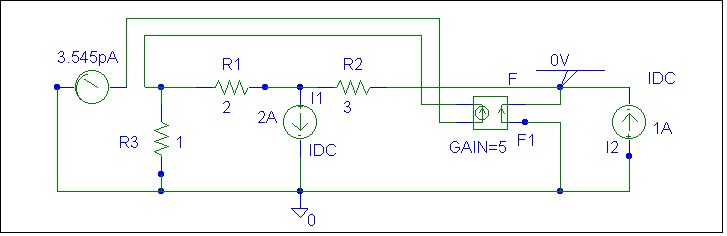 3.545pA
R1
2
R2
3
0V
IDC
F
I1
2A
R3
1
IDC
GAIN=5
F1
I2
1A
0